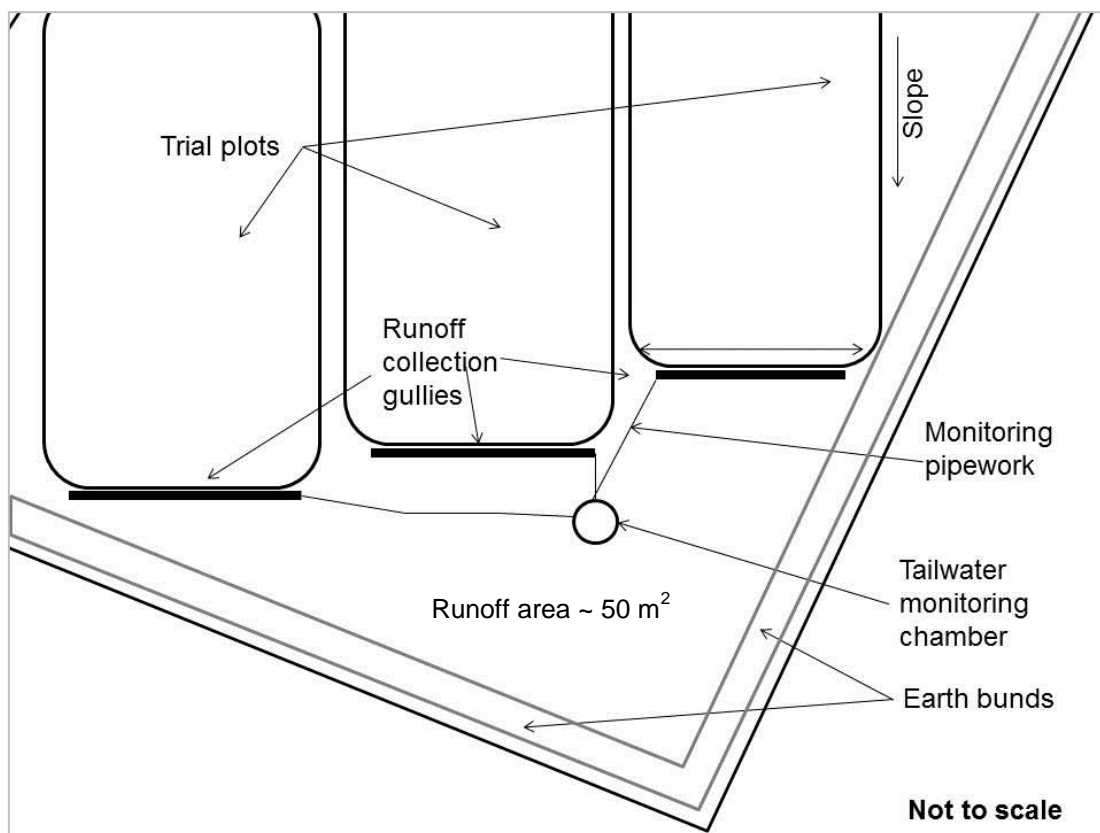 Slope
Trial plots
Runoff
collection
gullies
Monitoring
pipework
Tailwater
monitoring
chamber
Runoff area ~ 50 m²
Earth bunds
Not to scale